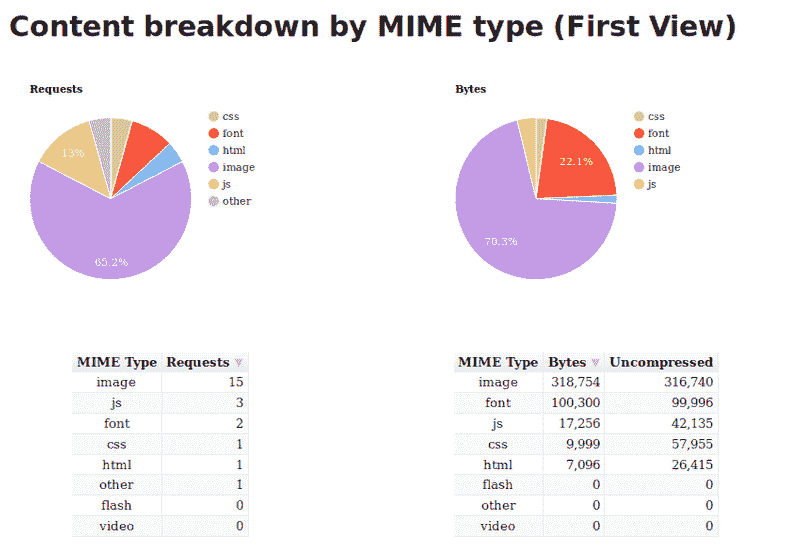 Content breakdown by MIME type (First View)
Requests
css
font
html
image
js
other
13%
65.2%
Bytes
css
font
html
image
js
22.1%
70.3%
MIME Type Requests
image 15
js 3
font 2
css 1
html 1
other 1
flash 0
video 0
MIME Type Bytes Uncompressed
image 318,754 316,740
font 100,300 99,996
js 17,256 42,135
css 9,999 57,955
html 7,096 26,415
flash 0 0
other 0 0
video 0 0